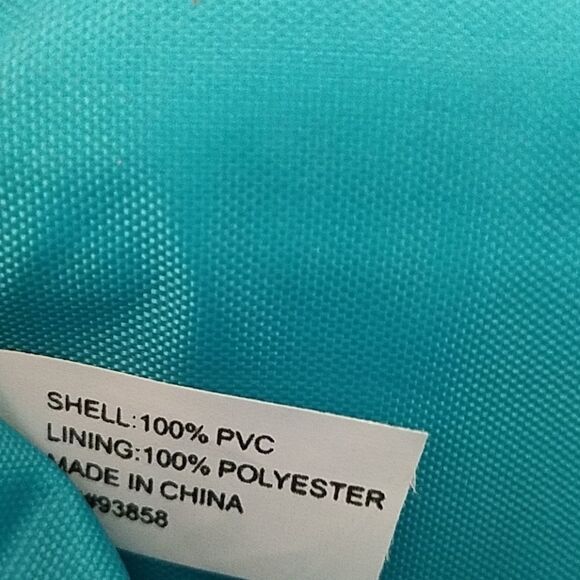 SHELL:100% PVC
LINING:100% POLYESTER
MADE IN CHINA
#93858